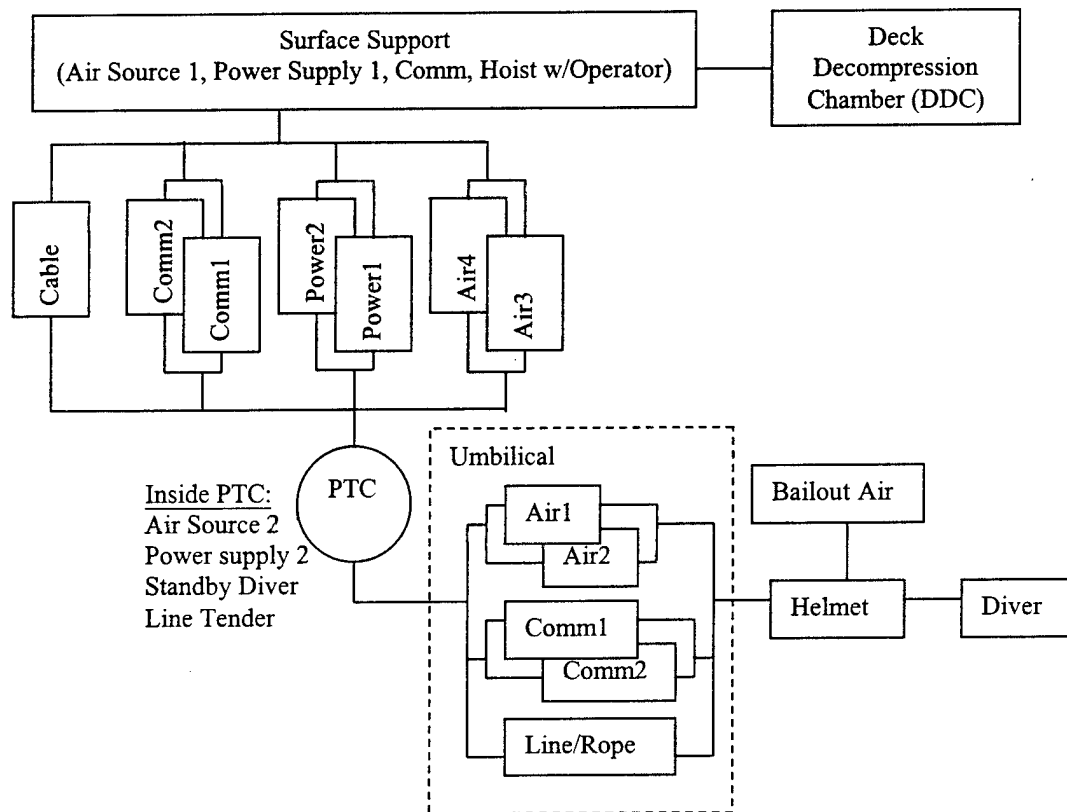 Surface Support
(Air Source 1, Power Supply 1, Comm, Hoist w/Operator)
Deck
Decompression
Chamber (DDC)
Cable
Comm2
Comm1
Power2
Power1
Air4
Air3
PTC
Inside PTC:
Air Source 2
Power supply 2
Standby Diver
Line Tender
Umbilical
Air1
Air2
Comm1
Comm2
Line/Rope
Bailout Air
Helmet
Diver